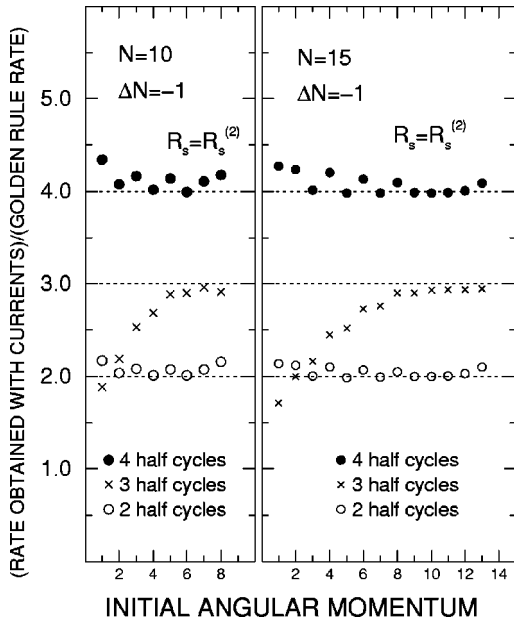 (RATE OBTAINED WITH CURRENTS)/(GOLDEN RULE RATE)
5.0
4.0
3.0
2.0
1.0
N=10
ΔN=−1
R_s=R_s^(2)
● 4 half cycles
× 3 half cycles
○ 2 half cycles
2 4 6 8
N=15
ΔN=−1
R_s=R_s^(2)
● 4 half cycles
× 3 half cycles
○ 2 half cycles
2 4 6 8 10 12 14
INITIAL ANGULAR MOMENTUM